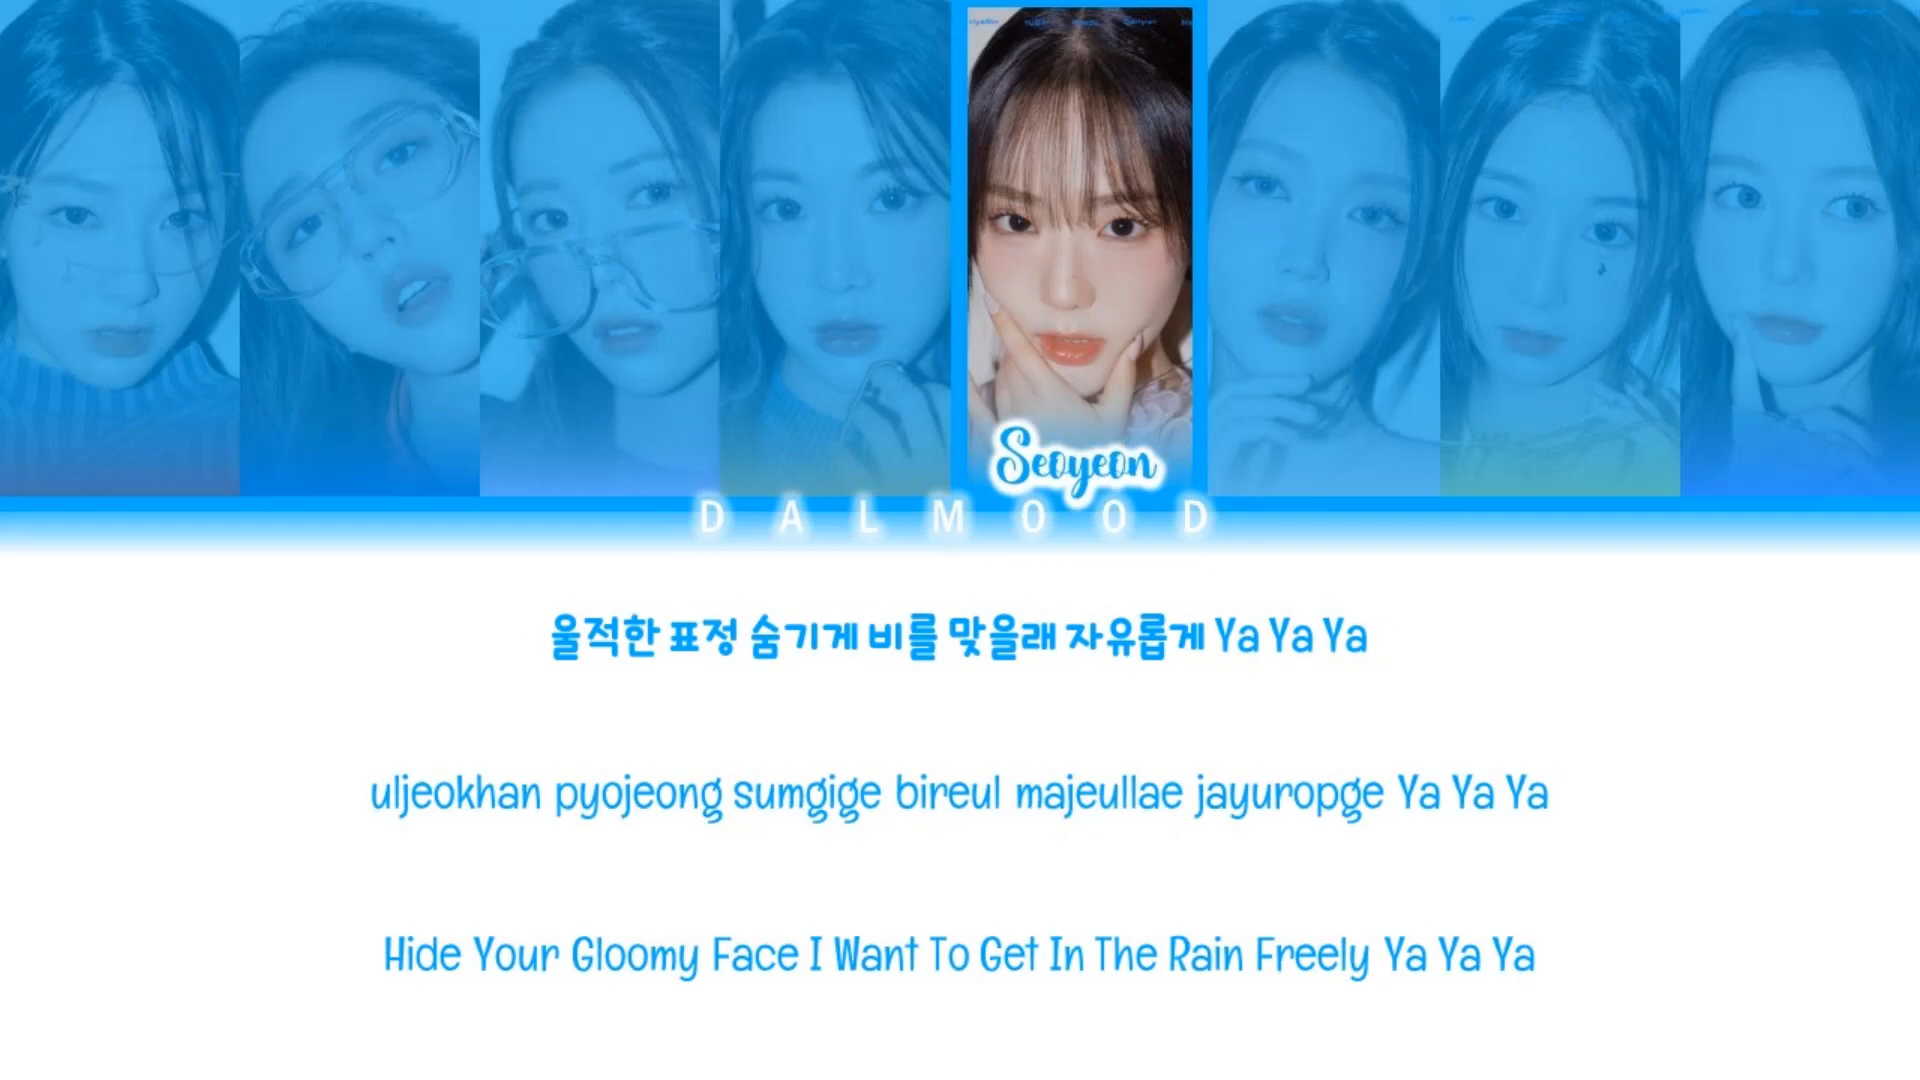 Seoyeon
DALMOOD
울적한 표정 숨기게 비를 맞을래 자유롭게 Ya Ya Ya
uljeokhan pyojeong sumgige bireul majeullae jayuropge Ya Ya Ya
Hide Your Gloomy Face I Want To Get In The Rain Freely Ya Ya Ya